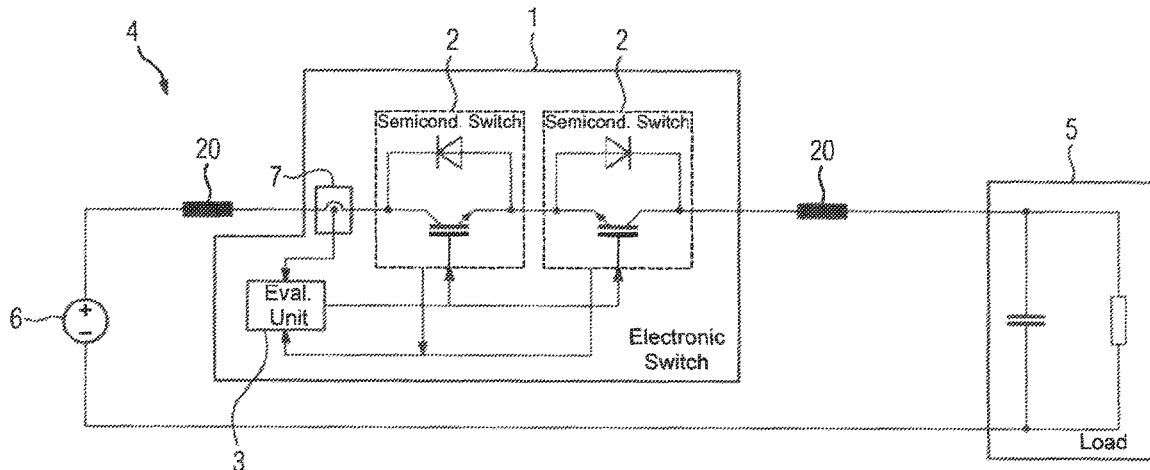 4
2
1
2
Semicond. Switch
Semicond. Switch
20
7
20
5
Eval.
Unit
+
−
6
Electronic
Switch
3
Load